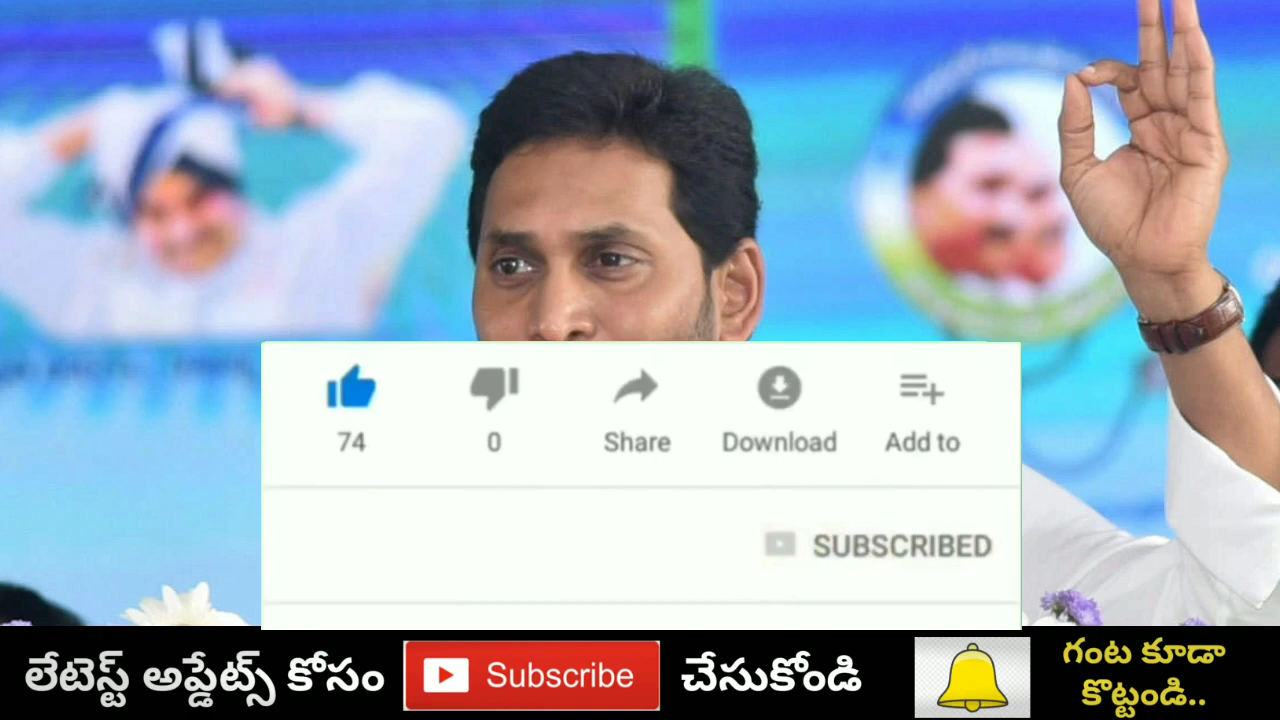 74
0
Share
Download
Add to
SUBSCRIBED
లేటెస్ట్ అప్డేట్స్ కోసం Subscribe చేసుకోండి
గంట కూడా
కొట్టండి..